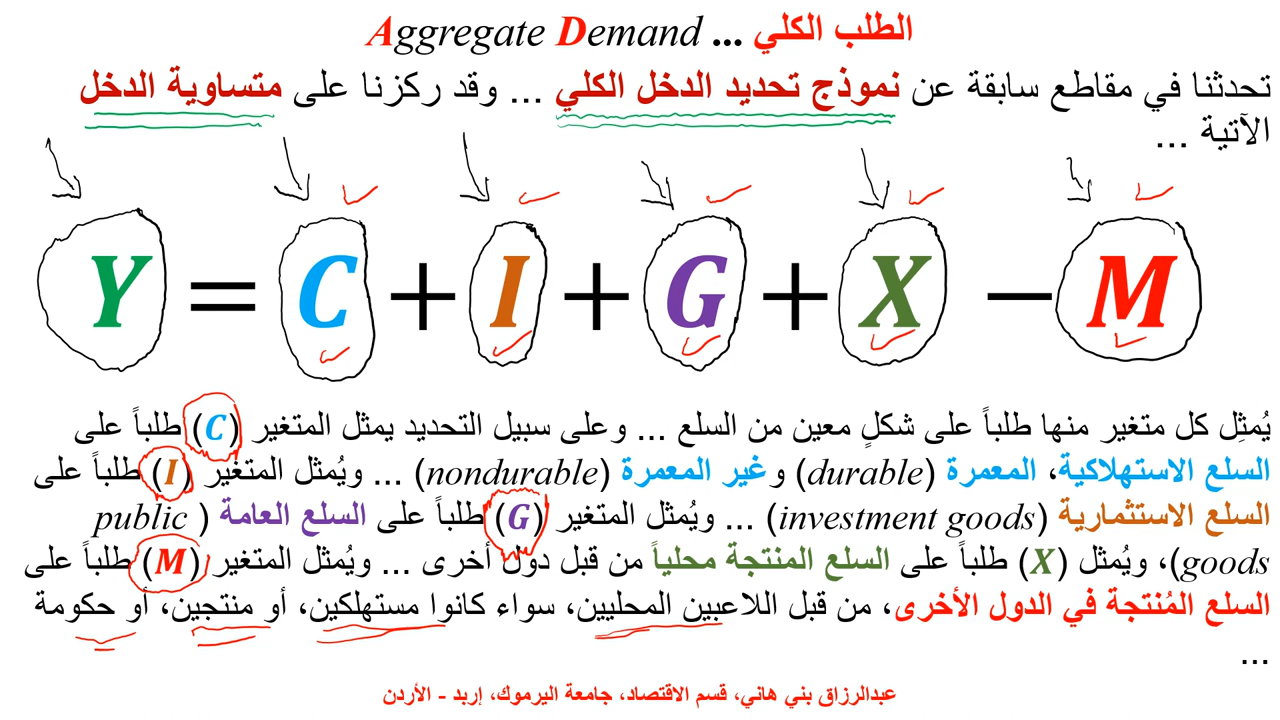 الطلب الكلي ... Aggregate Demand
تحدثنا في مقاطع سابقة عن نموذج تحديد الدخل الكلي ... وقد ركزنا على متساوية الدخل
الآتية ...
Y = C + I + G + X − M
يُمثِل كل متغير منها طلباً على شكلٍ معين من السلع ... وعلى سبيل التحديد يمثل المتغير (C) طلباً على
السلع الاستهلاكية، المعمرة (durable) وغير المعمرة (nondurable) ... ويُمثل المتغير (I) طلباً على
السلع الاستثمارية (investment goods) ... ويُمثل المتغير (G) طلباً على السلع العامة (public
goods)، ويُمثل (X) طلباً على السلع المنتجة محلياً من قبل دول أخرى ... ويُمثل المتغير (M) طلباً على
السلع المُنتجة في الدول الأخرى، من قبل اللاعبين المحليين، سواء كانوا مستهلكين، أو منتجين، أو حكومة
...
عبدالرزاق بني هاني، قسم الاقتصاد، جامعة اليرموك، إربد - الأردن